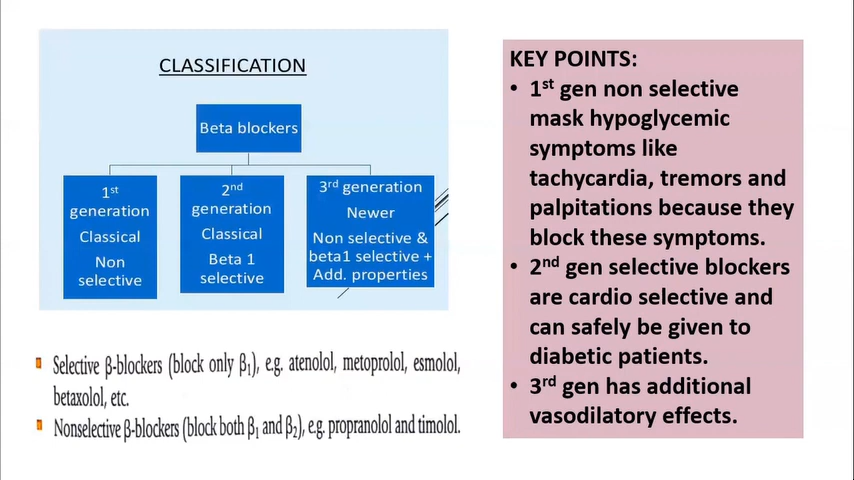 CLASSIFICATION
Beta blockers
1st
generation
Classical
Non
selective
2nd
generation
Classical
Beta 1
selective
3rd generation
Newer
Non selective &
beta1 selective +
Add. properties
Selective β-blockers (block only β₁), e.g. atenolol, metoprolol, esmolol,
betaxolol, etc.
Nonselective β-blockers (block both β₁ and β₂), e.g. propranolol and timolol.
KEY POINTS:
• 1st gen non selective
mask hypoglycemic
symptoms like
tachycardia, tremors and
palpitations because they
block these symptoms.
• 2nd gen selective blockers
are cardio selective and
can safely be given to
diabetic patients.
• 3rd gen has additional
vasodilatory effects.